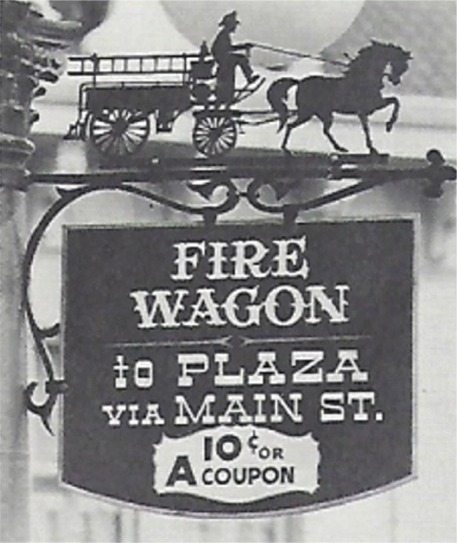 FIRE
WAGON
to PLAZA
VIA MAIN ST.
10¢ OR
A COUPON